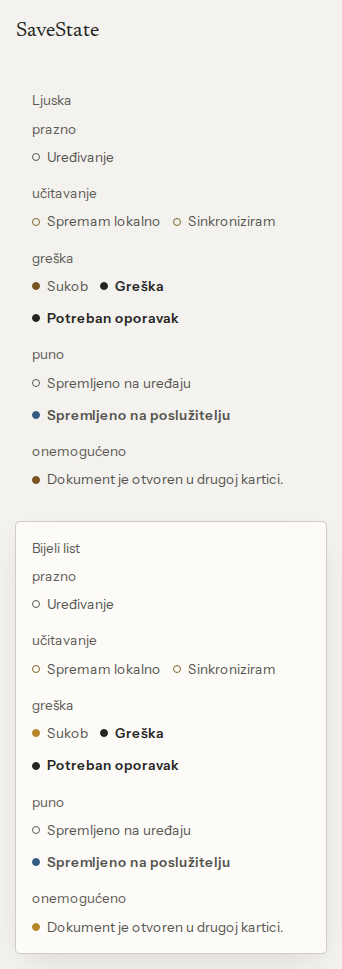 SaveState
Ljuska
prazno
Uređivanje
učitavanje
Spremam lokalno Sinkroniziram
greška
Sukob Greška
Potreban oporavak
puno
Spremljeno na uređaju
Spremljeno na poslužitelju
onemogućeno
Dokument je otvoren u drugoj kartici.
Bijeli list
prazno
Uređivanje
učitavanje
Spremam lokalno Sinkroniziram
greška
Sukob Greška
Potreban oporavak
puno
Spremljeno na uređaju
Spremljeno na poslužitelju
onemogućeno
Dokument je otvoren u drugoj kartici.